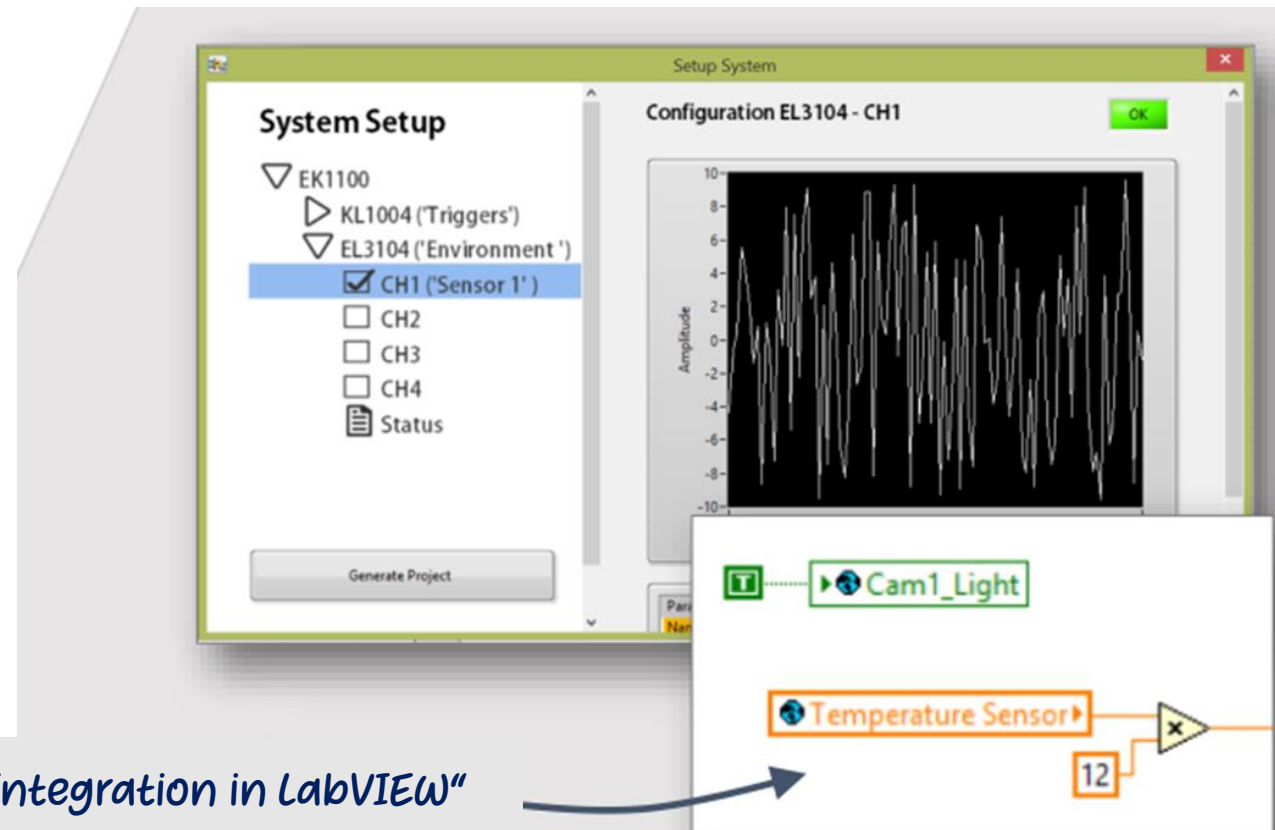 Setup System
System Setup
EK1100
KL1004 ('Triggers')
EL3104 ('Environment ')
CH1 ('Sensor 1' )
CH2
CH3
CH4
Status
Generate Project
Configuration EL3104 - CH1
OK
Amplitude
10
8
6
4
2
0
-2
-4
-6
-8
-10
T
Cam1_Light
Temperature Sensor
x
12
ntegration in LabVIEW“